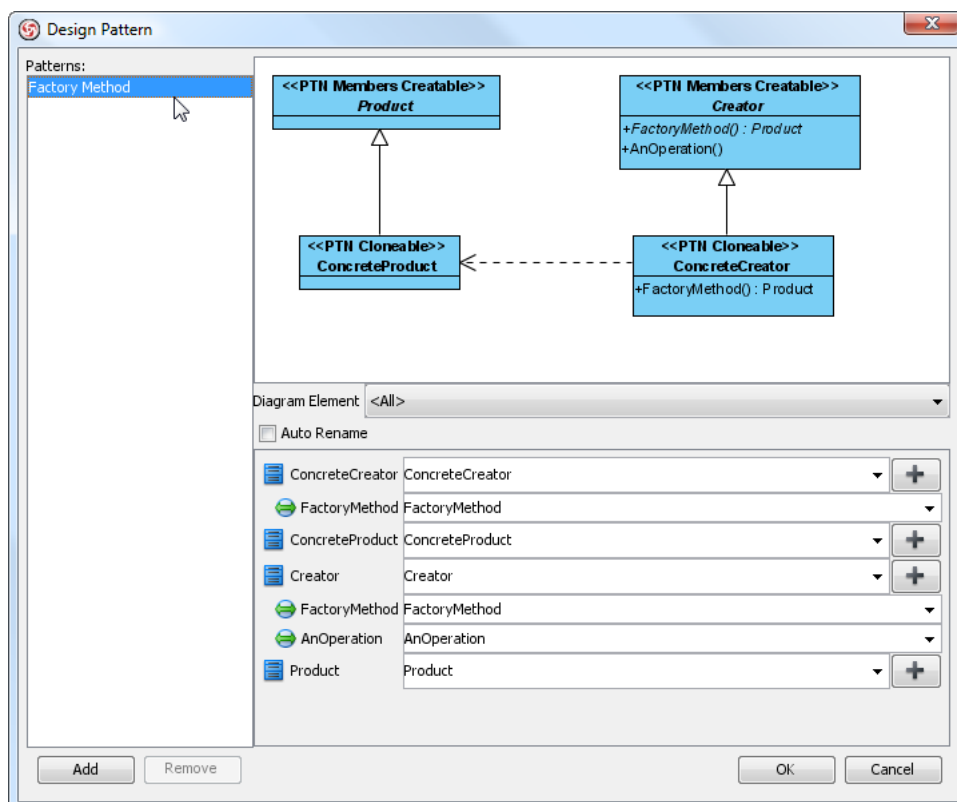 Design Pattern
Patterns:
Factory Method
<<PTN Members Creatable>>
Product
<<PTN Members Creatable>>
Creator
+FactoryMethod() : Product
+AnOperation()
<<PTN Cloneable>>
ConcreteProduct
<<PTN Cloneable>>
ConcreteCreator
+FactoryMethod() : Product
Diagram Element <All>
Auto Rename
ConcreteCreator ConcreteCreator
FactoryMethod FactoryMethod
ConcreteProduct ConcreteProduct
Creator Creator
FactoryMethod FactoryMethod
AnOperation AnOperation
Product Product
Add Remove OK Cancel